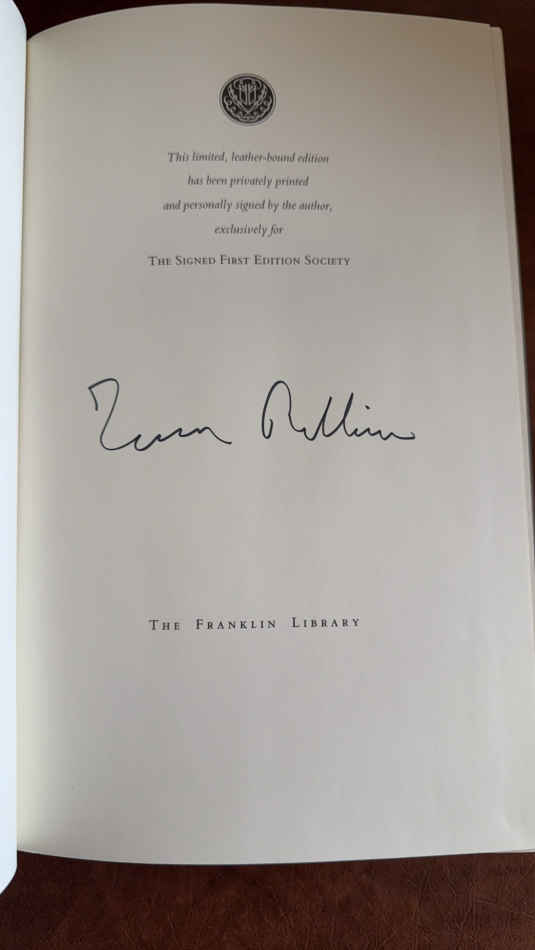 This limited, leather-bound edition
has been privately printed
and personally signed by the author,
exclusively for
The Signed First Edition Society
The Franklin Library